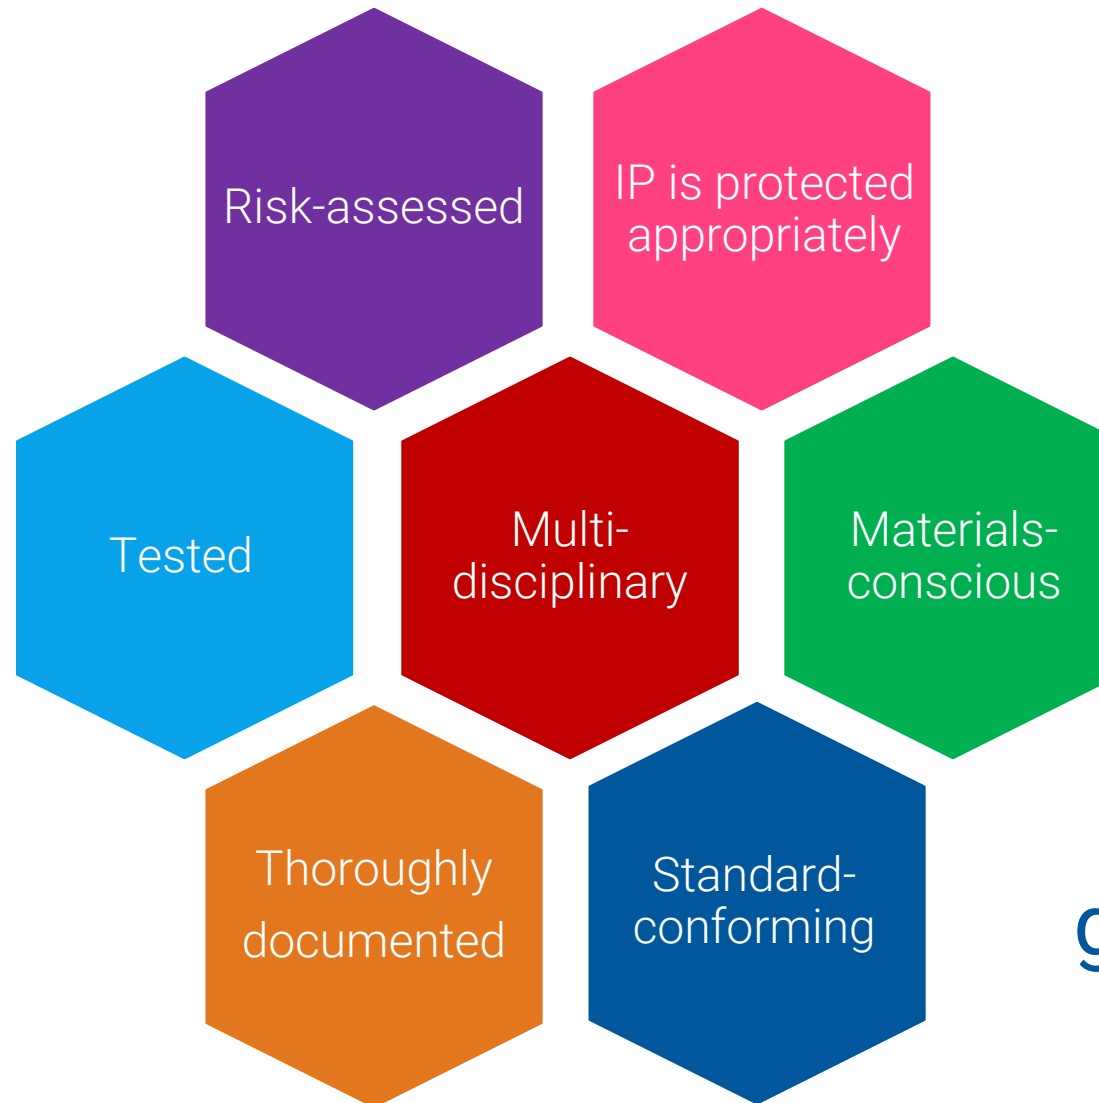 Risk-assessed
IP is protected
appropriately
Tested
Multi-
disciplinary
Materials-
conscious
Thoroughly
documented
Standard-
conforming
g